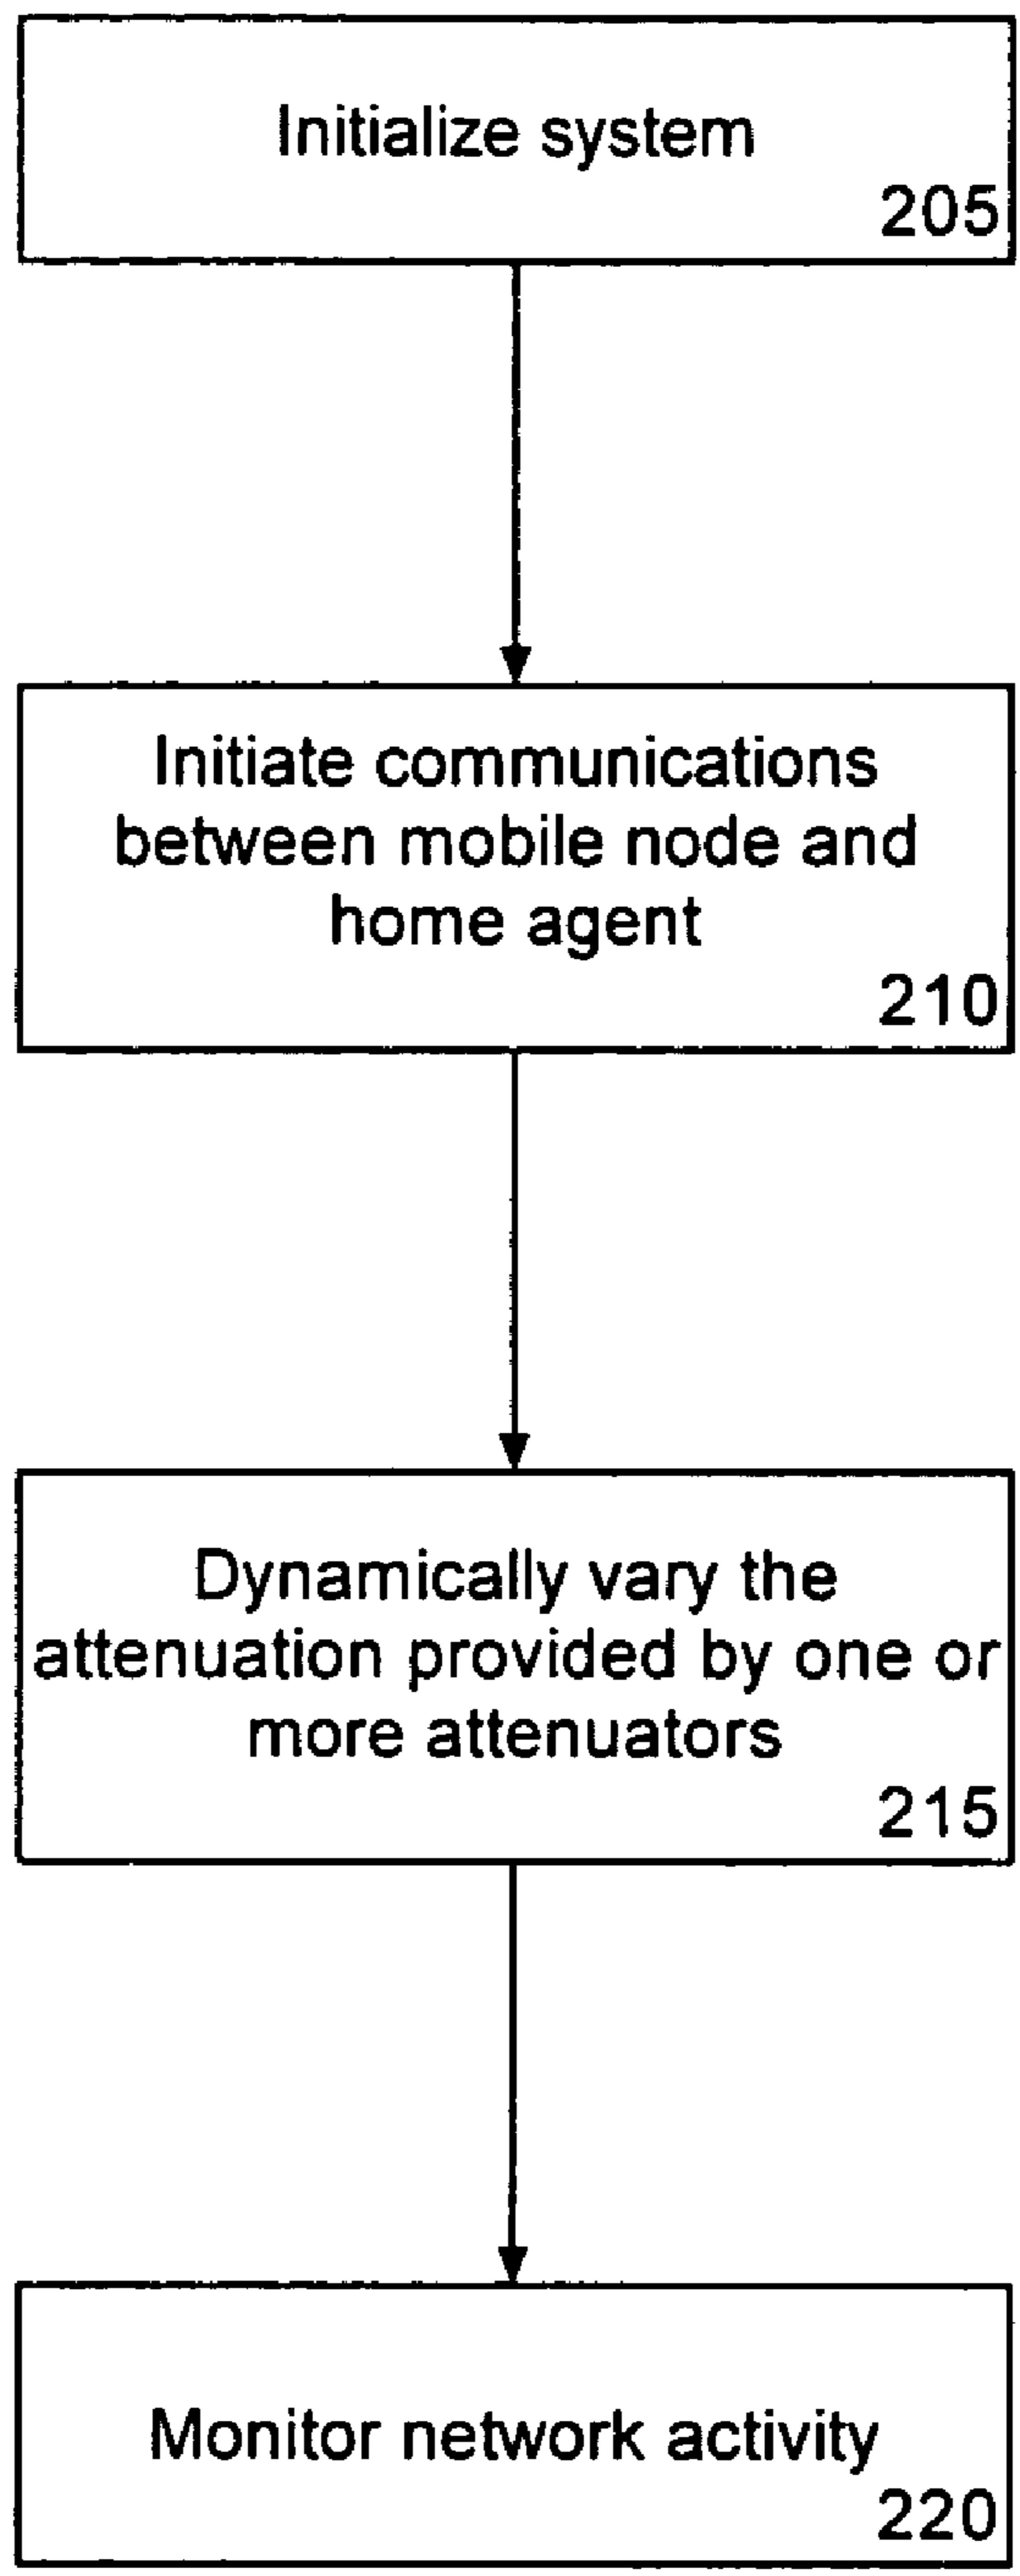 Initialize system
205
Initiate communications
between mobile node and
home agent
210
Dynamically vary the
attenuation provided by one or
more attenuators
215
Monitor network activity
220